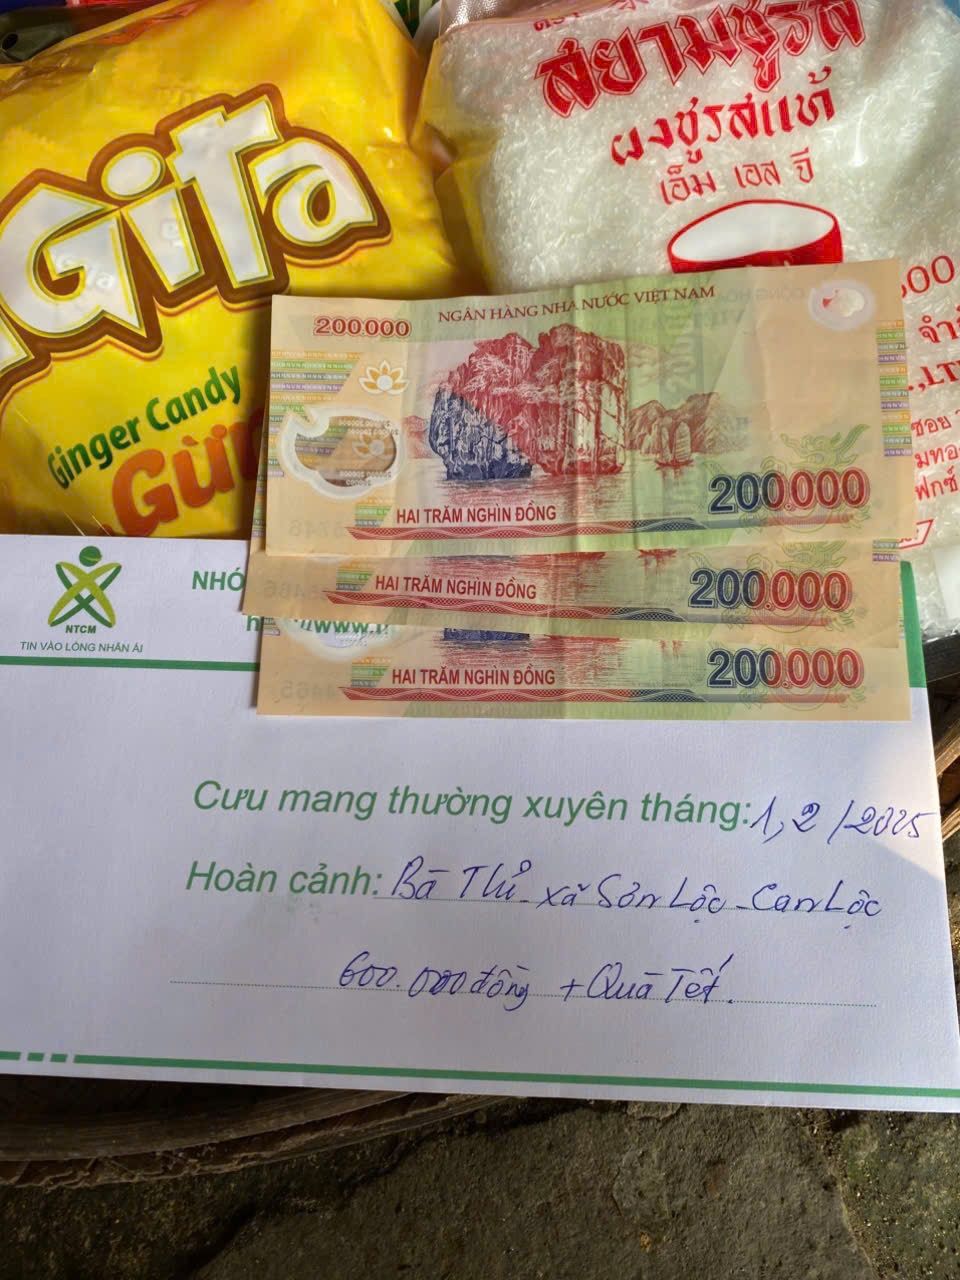 Gita
Ginger Candy
สยามชูรส
ผงชูรสแท้
เอ็ม เอส จี
NGÂN HÀNG NHÀ NƯỚC VIỆT NAM
200.000
HAI TRĂM NGHÌN ĐỒNG
200.000
HAI TRĂM NGHÌN ĐỒNG
200.000
HAI TRĂM NGHÌN ĐỒNG
200.000
NTCM
TIN VÀO LÒNG NHÂN ÁI
Cưu mang thường xuyên tháng: 1, 2 / 2025
Hoàn cảnh: Bà Thủ - xã Sơn Lộc - Can Lộc
600.000 đồng + Quà Tết.